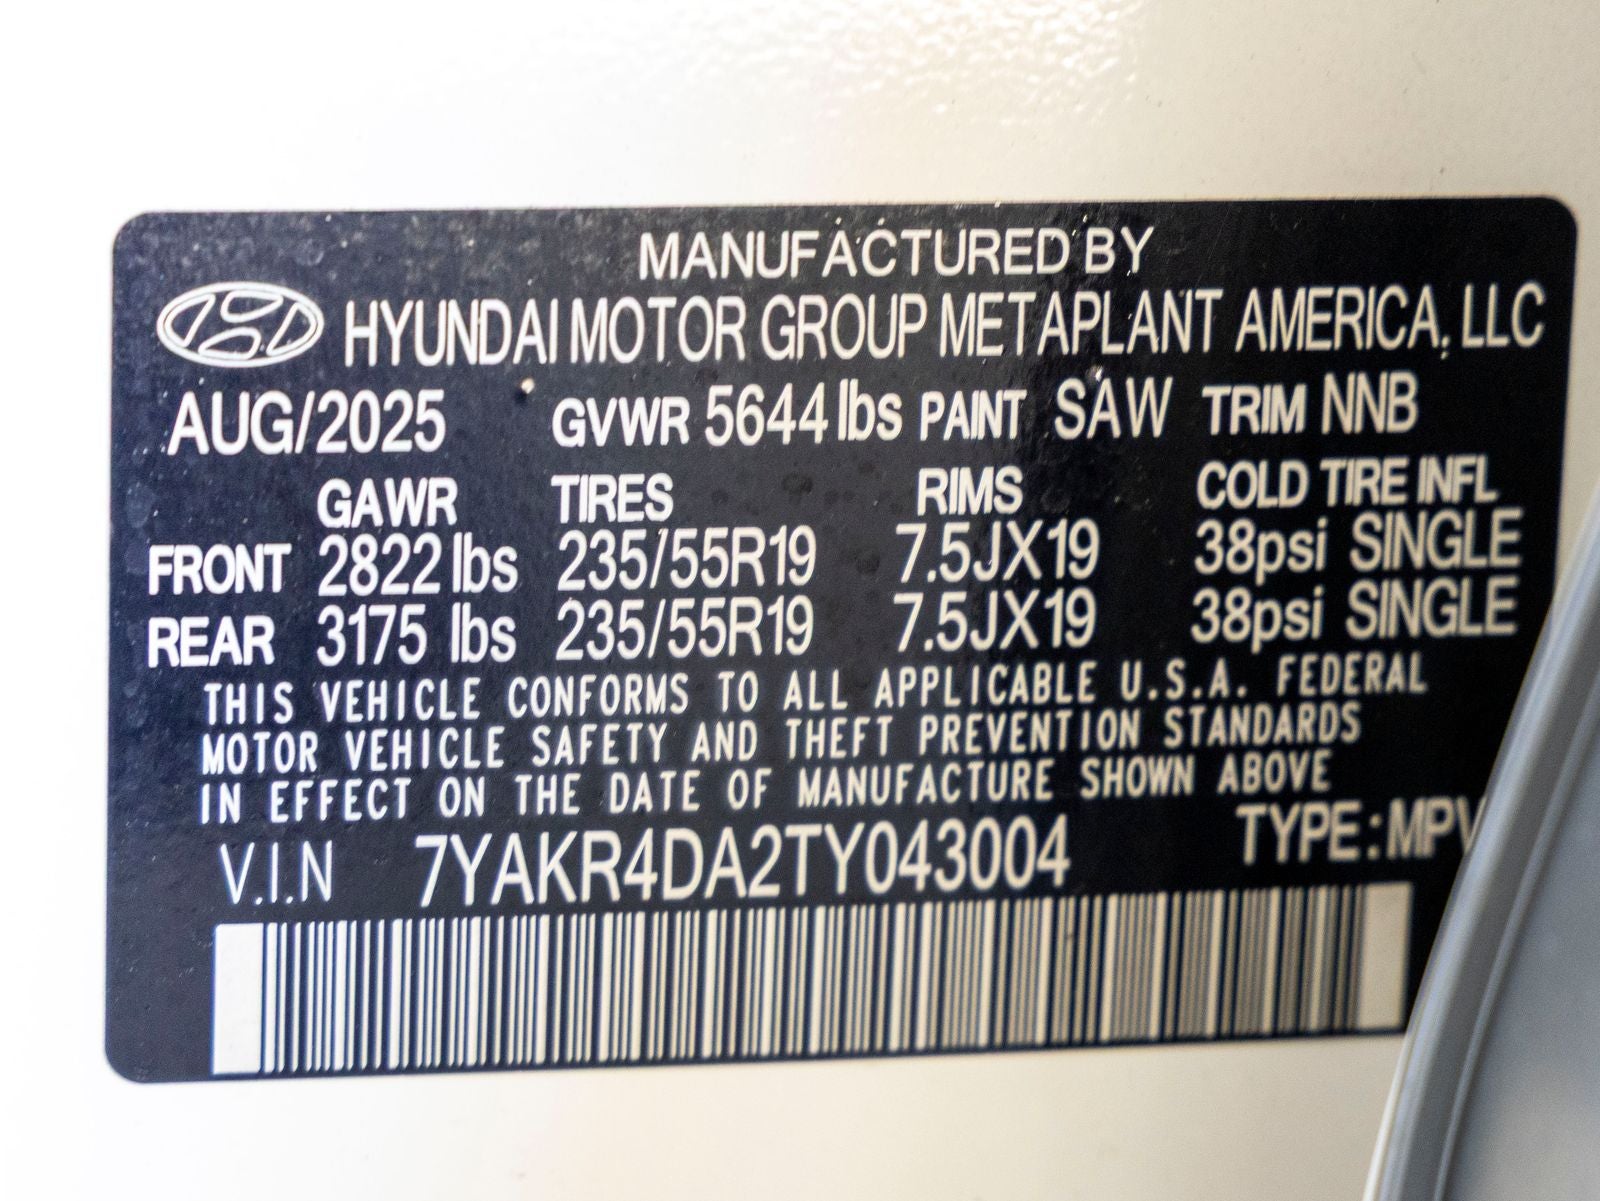 MANUFACTURED BY
HYUNDAI MOTOR GROUP METAPLANT AMERICA, LLC
AUG/2025 GVWR 5644 lbs PAINT SAW TRIM NNB
GAWR TIRES RIMS COLD TIRE INFL
FRONT 2822 lbs 235/55R19 7.5JX19 38psi SINGLE
REAR 3175 lbs 235/55R19 7.5JX19 38psi SINGLE
THIS VEHICLE CONFORMS TO ALL APPLICABLE U.S.A. FEDERAL
MOTOR VEHICLE SAFETY AND THEFT PREVENTION STANDARDS
IN EFFECT ON THE DATE OF MANUFACTURE SHOWN ABOVE
V.I.N 7YAKR4DA2TY043004 TYPE:MPV